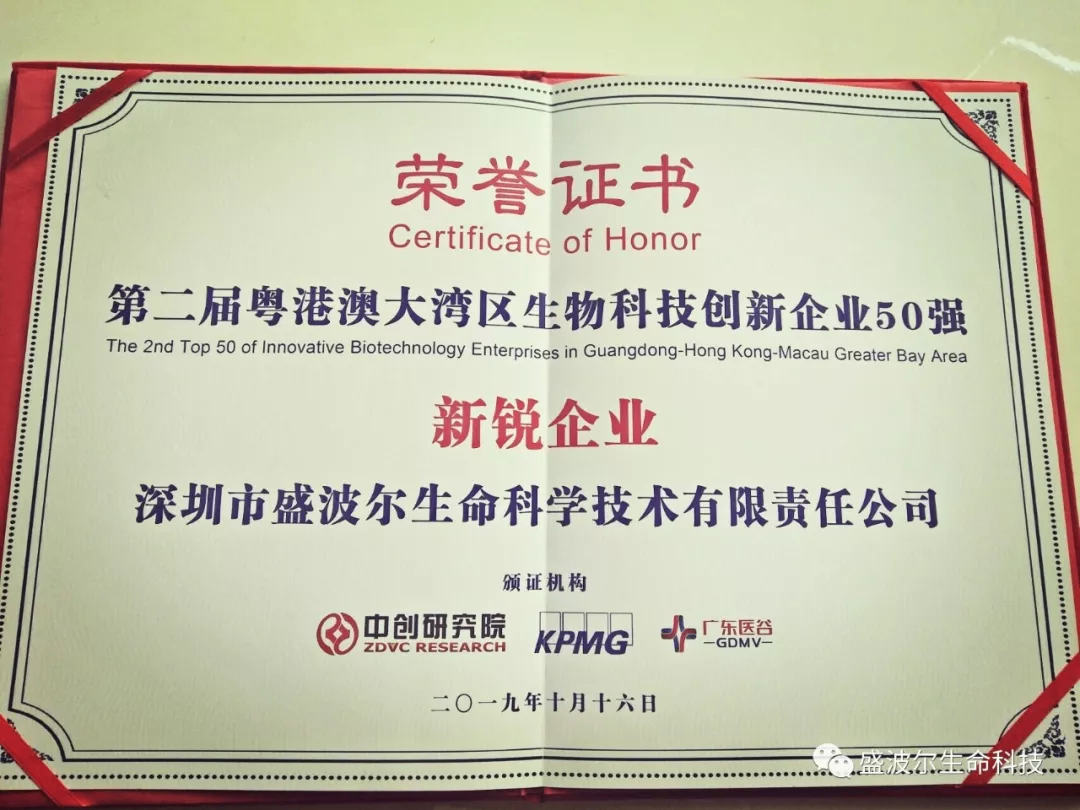 荣誉证书
Certificate of Honor
第二届粤港澳大湾区生物科技创新企业50强
The 2nd Top 50 of Innovative Biotechnology Enterprises in Guangdong-Hong Kong-Macau Greater Bay Area
新锐企业
深圳市盛波尔生命科学技术有限责任公司
颁证机构
中创研究院 KPMG 广东医谷
ZDVC RESEARCH —GDMV—
二〇一九年十月十六日
盛波尔生命科技